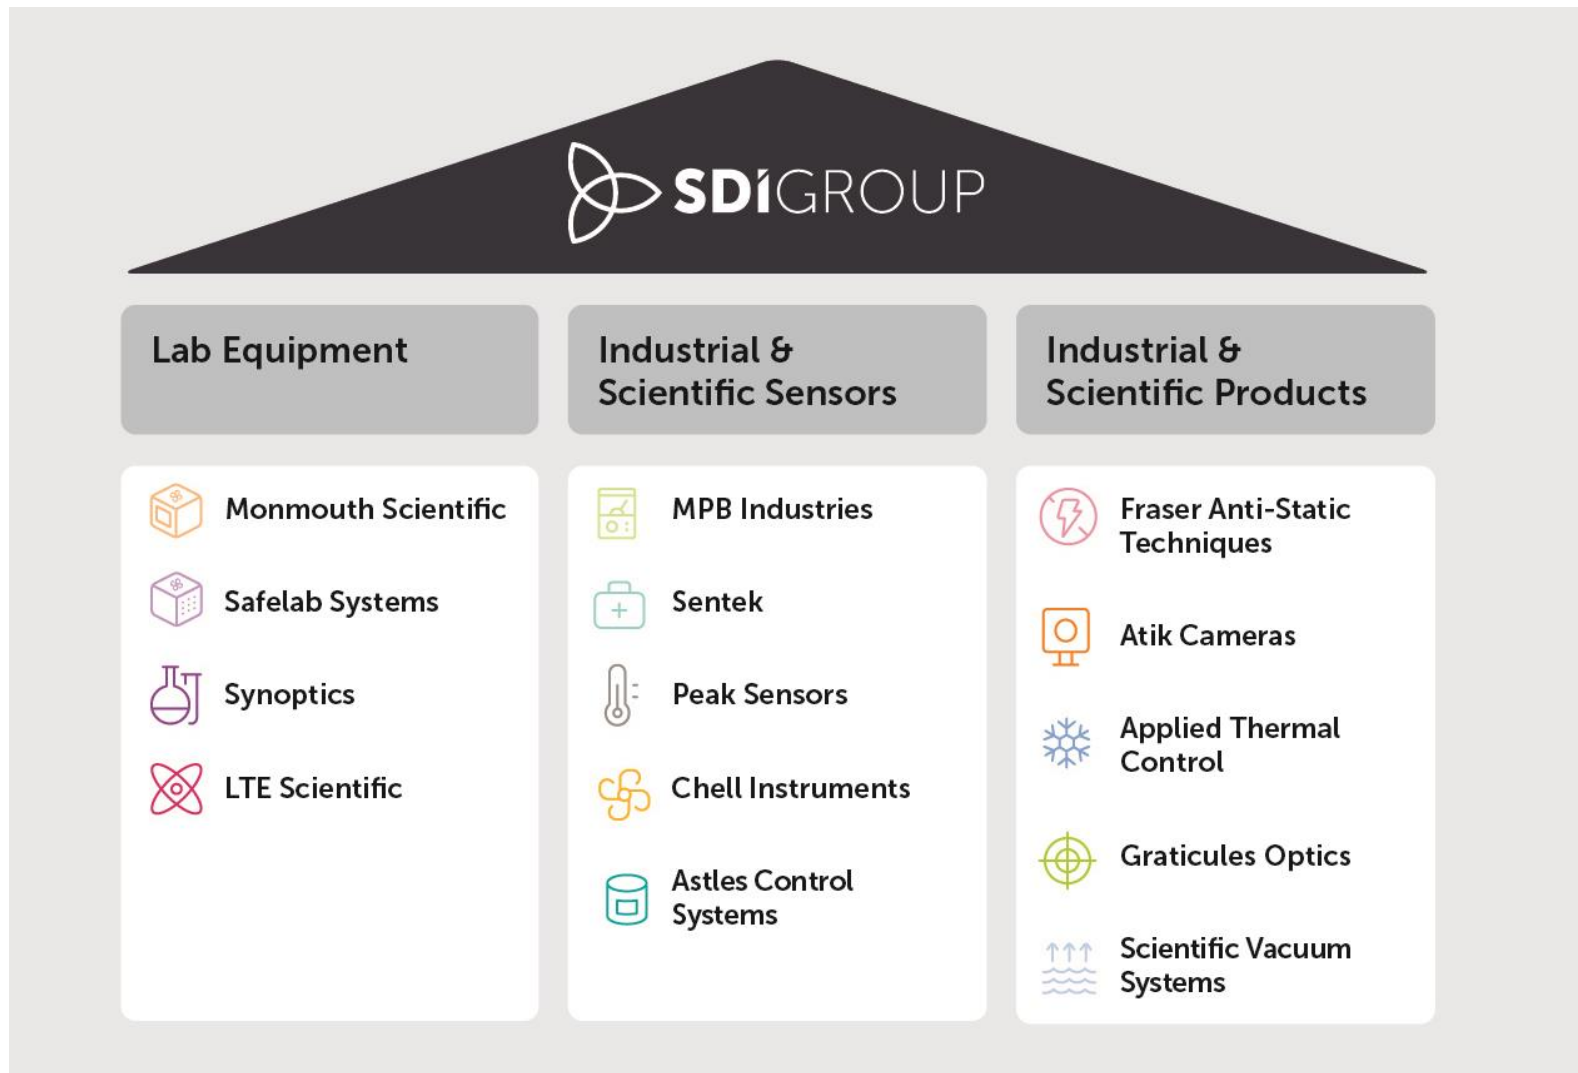 SDIGROUP
Lab Equipment
Monmouth Scientific
Safelab Systems
Synoptics
LTE Scientific
Industrial &
Scientific Sensors
MPB Industries
Sentek
Peak Sensors
Chell Instruments
Astles Control
Systems
Industrial &
Scientific Products
Fraser Anti-Static
Techniques
Atik Cameras
Applied Thermal
Control
Graticules Optics
Scientific Vacuum
Systems